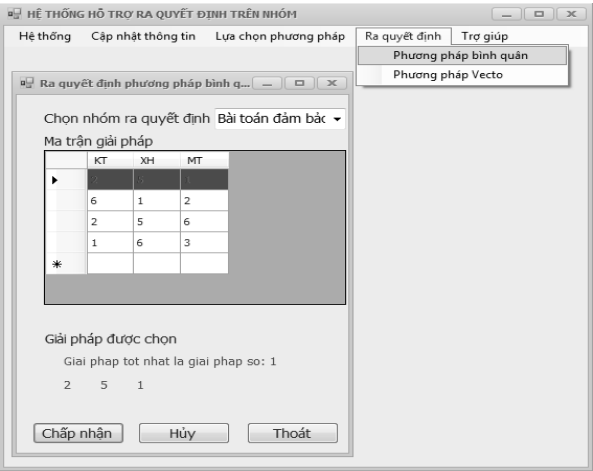 HỆ THỐNG HỖ TRỢ RA QUYẾT ĐỊNH TRÊN NHÓM
Hệ thống Cập nhật thông tin Lựa chọn phương pháp Ra quyết định Trợ giúp
Phương pháp bình quân
Phương pháp Vecto
Ra quyết định phương pháp bình q...
Chọn nhóm ra quyết định Bài toán đảm bảc
Ma trận giải pháp
KT XH MT
2 5 1
6 1 2
2 5 6
1 6 3
Giải pháp được chọn
Giai phap tot nhat la giai phap so: 1
2 5 1
Chấp nhận Hủy Thoát